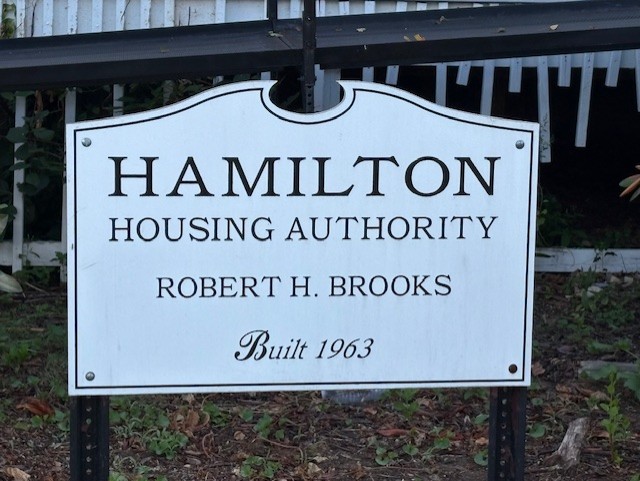 HAMILTON
HOUSING AUTHORITY
ROBERT H. BROOKS
Built 1963